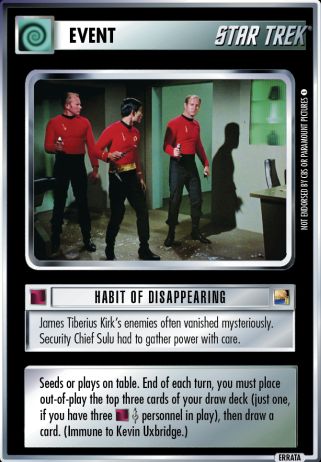 EVENT
STAR TREK
NOT ENDORSED BY CBS OR PARAMOUNT PICTURES
HABIT OF DISAPPEARING
James Tiberius Kirk's enemies often vanished mysteriously.
Security Chief Sulu had to gather power with care.
Seeds or plays on table. End of each turn, you must place
out-of-play the top three cards of your draw deck (just one,
if you have three personnel in play), then draw a
card. (Immune to Kevin Uxbridge.)
ERRATA